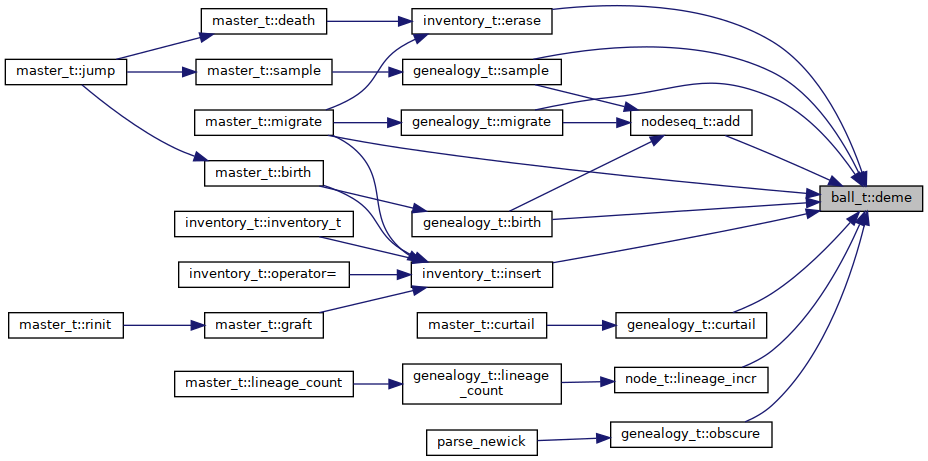 master_t::death
inventory_t::erase
master_t::jump
master_t::sample
genealogy_t::sample
master_t::migrate
genealogy_t::migrate
nodeseq_t::add
master_t::birth
ball_t::deme
inventory_t::inventory_t
genealogy_t::birth
inventory_t::operator=
inventory_t::insert
master_t::rinit
master_t::graft
master_t::curtail
genealogy_t::curtail
master_t::lineage_count
genealogy_t::lineage
_count
node_t::lineage_incr
parse_newick
genealogy_t::obscure